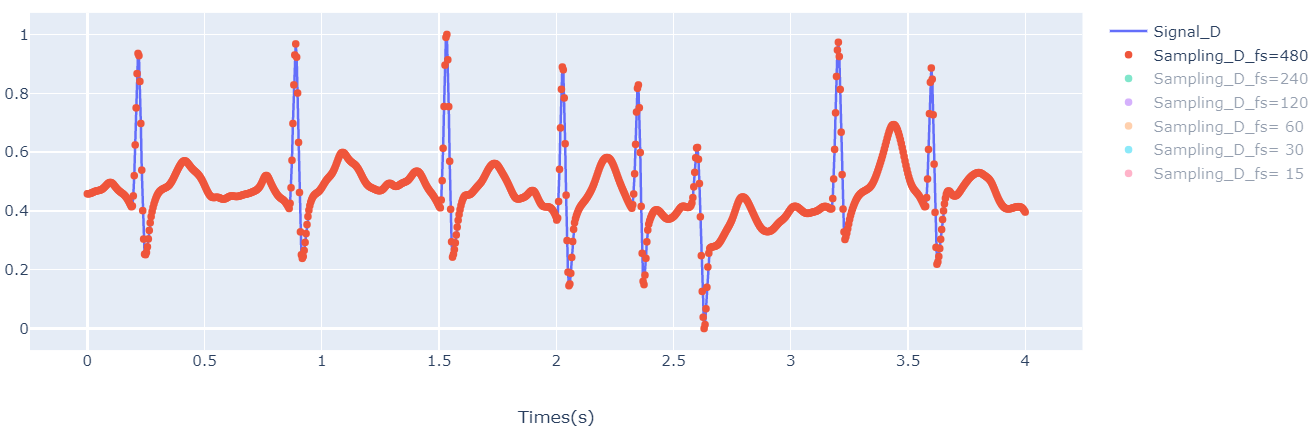 1
0.8
0.6
0.4
0.2
0
0 0.5 1 1.5 2 2.5 3 3.5 4
Times(s)
Signal_D
Sampling_D_fs=480
Sampling_D_fs=240
Sampling_D_fs=120
Sampling_D_fs= 60
Sampling_D_fs= 30
Sampling_D_fs= 15